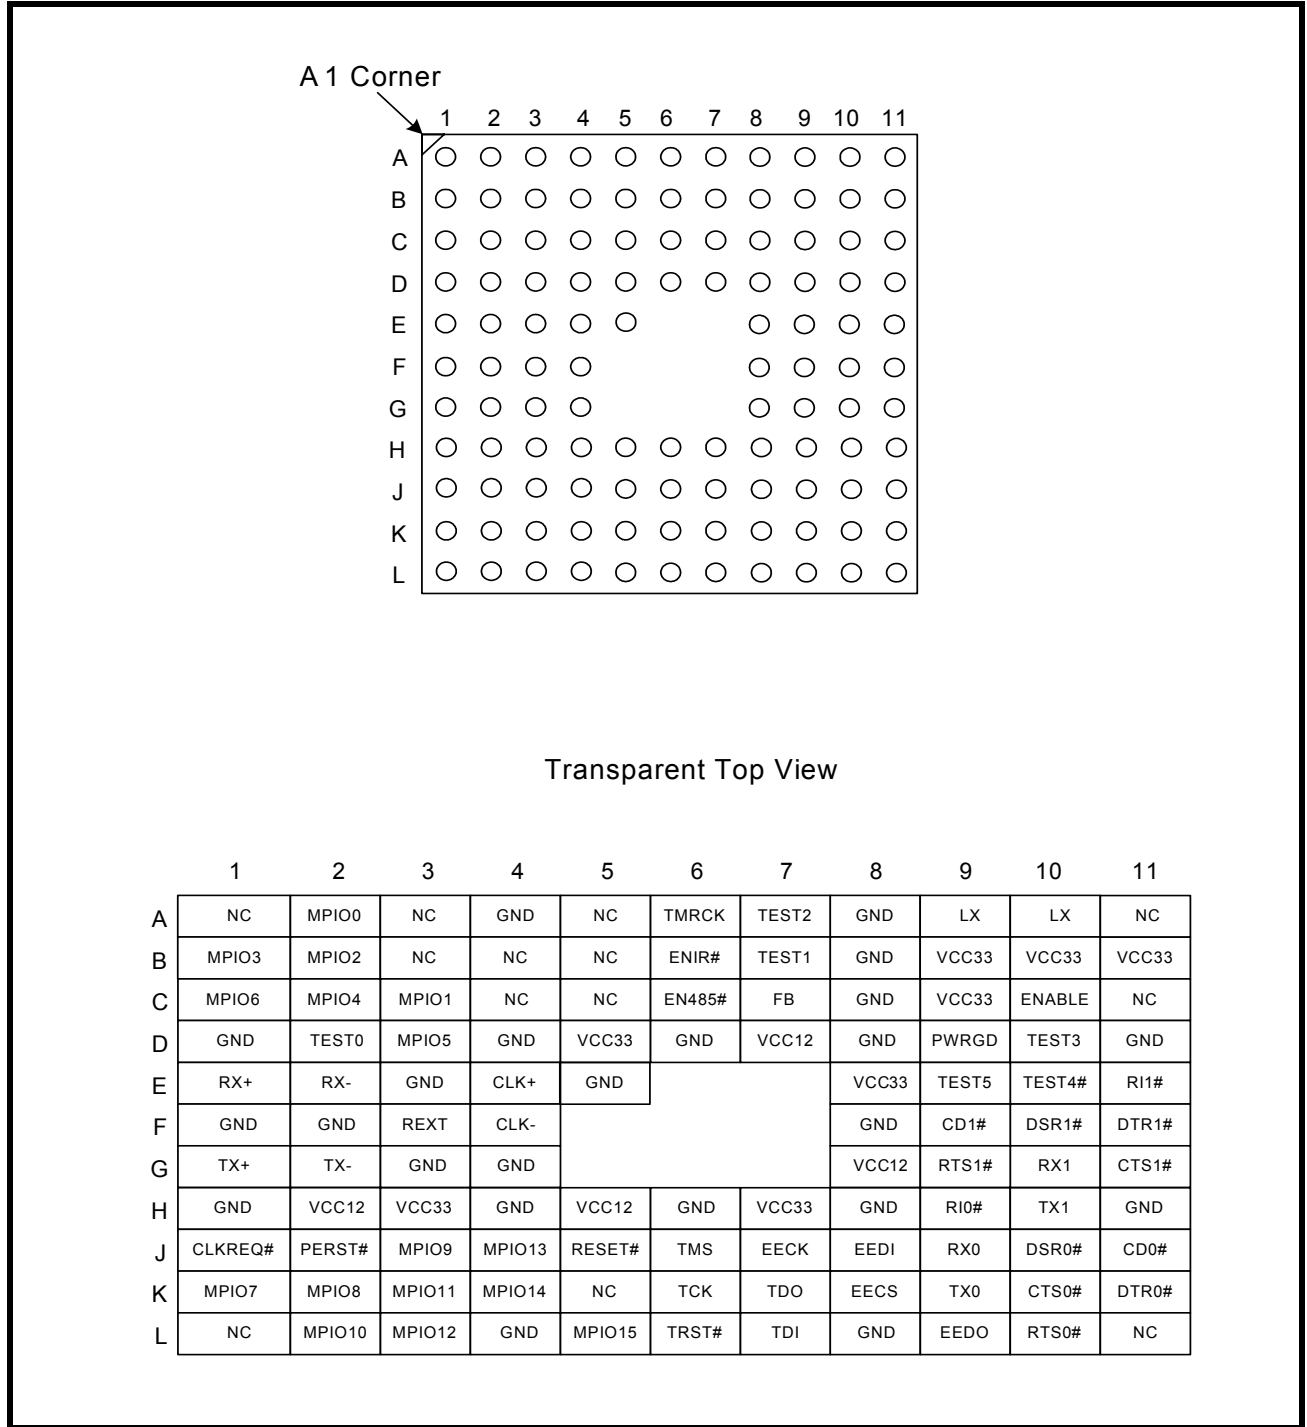 A 1 Corner
1 2 3 4 5 6 7 8 9 10 11
A
B
C
D
E
F
G
H
J
K
L
Transparent Top View
1 2 3 4 5 6 7 8 9 10 11
A NC MPIO0 NC GND NC TMRCK TEST2 GND LX LX NC
B MPIO3 MPIO2 NC NC NC ENIR# TEST1 GND VCC33 VCC33 VCC33
C MPIO6 MPIO4 MPIO1 NC NC EN485# FB GND VCC33 ENABLE NC
D GND TEST0 MPIO5 GND VCC33 GND VCC12 GND PWRGD TEST3 GND
E RX+ RX- GND CLK+ GND VCC33 TEST5 TEST4# RI1#
F GND GND REXT CLK- GND CD1# DSR1# DTR1#
G TX+ TX- GND GND VCC12 RTS1# RX1 CTS1#
H GND VCC12 VCC33 GND VCC12 GND VCC33 GND RI0# TX1 GND
J CLKREQ# PERST# MPIO9 MPIO13 RESET# TMS EECK EEDI RX0 DSR0# CD0#
K MPIO7 MPIO8 MPIO11 MPIO14 NC TCK TDO EECS TX0 CTS0# DTR0#
L NC MPIO10 MPIO12 GND MPIO15 TRST# TDI GND EEDO RTS0# NC